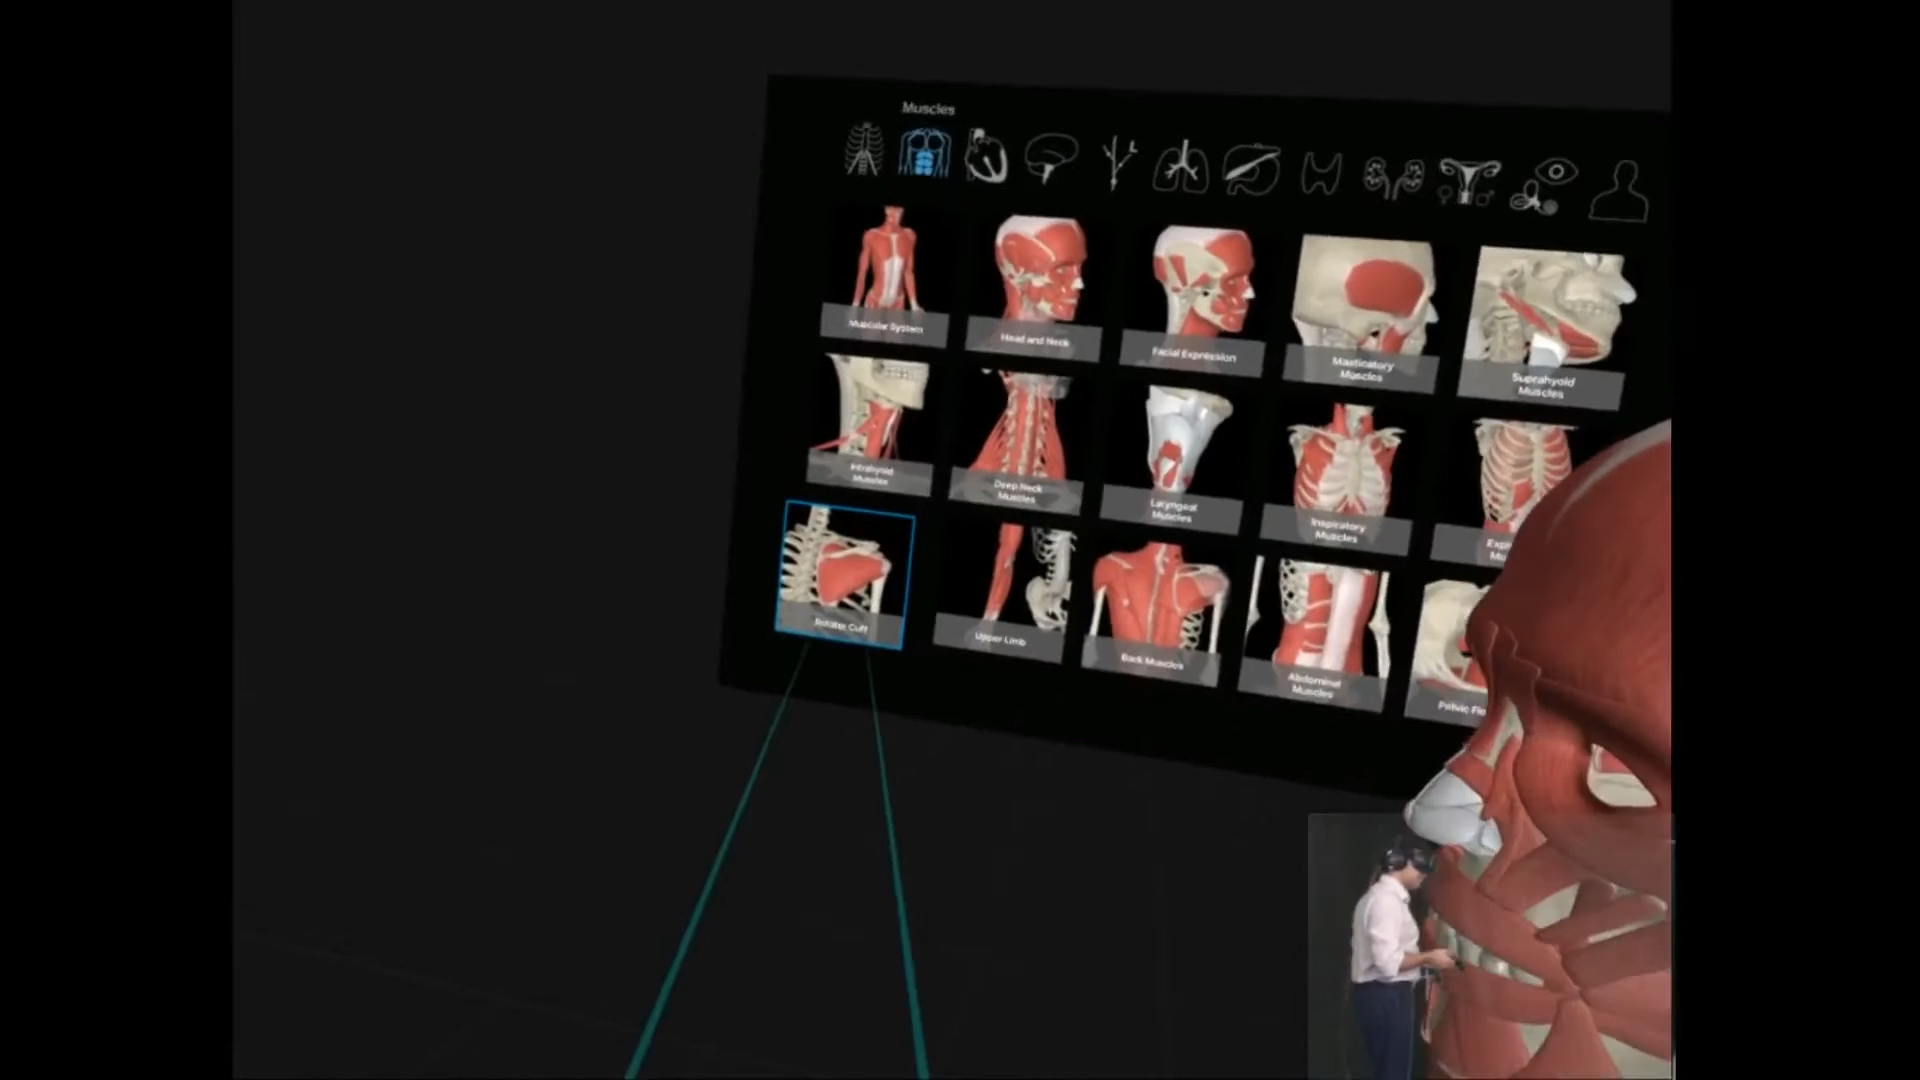 Muscles
Muscular System
Head and Neck
Facial Expression
Masticatory
Muscles
Suprahyoid
Muscles
Infrahyoid
Muscles
Deep Neck
Muscles
Laryngeal
Muscles
Inspiratory
Muscles
Rotator Cuff
Upper Limb
Back Muscles
Abdominal
Muscles
Pelvic